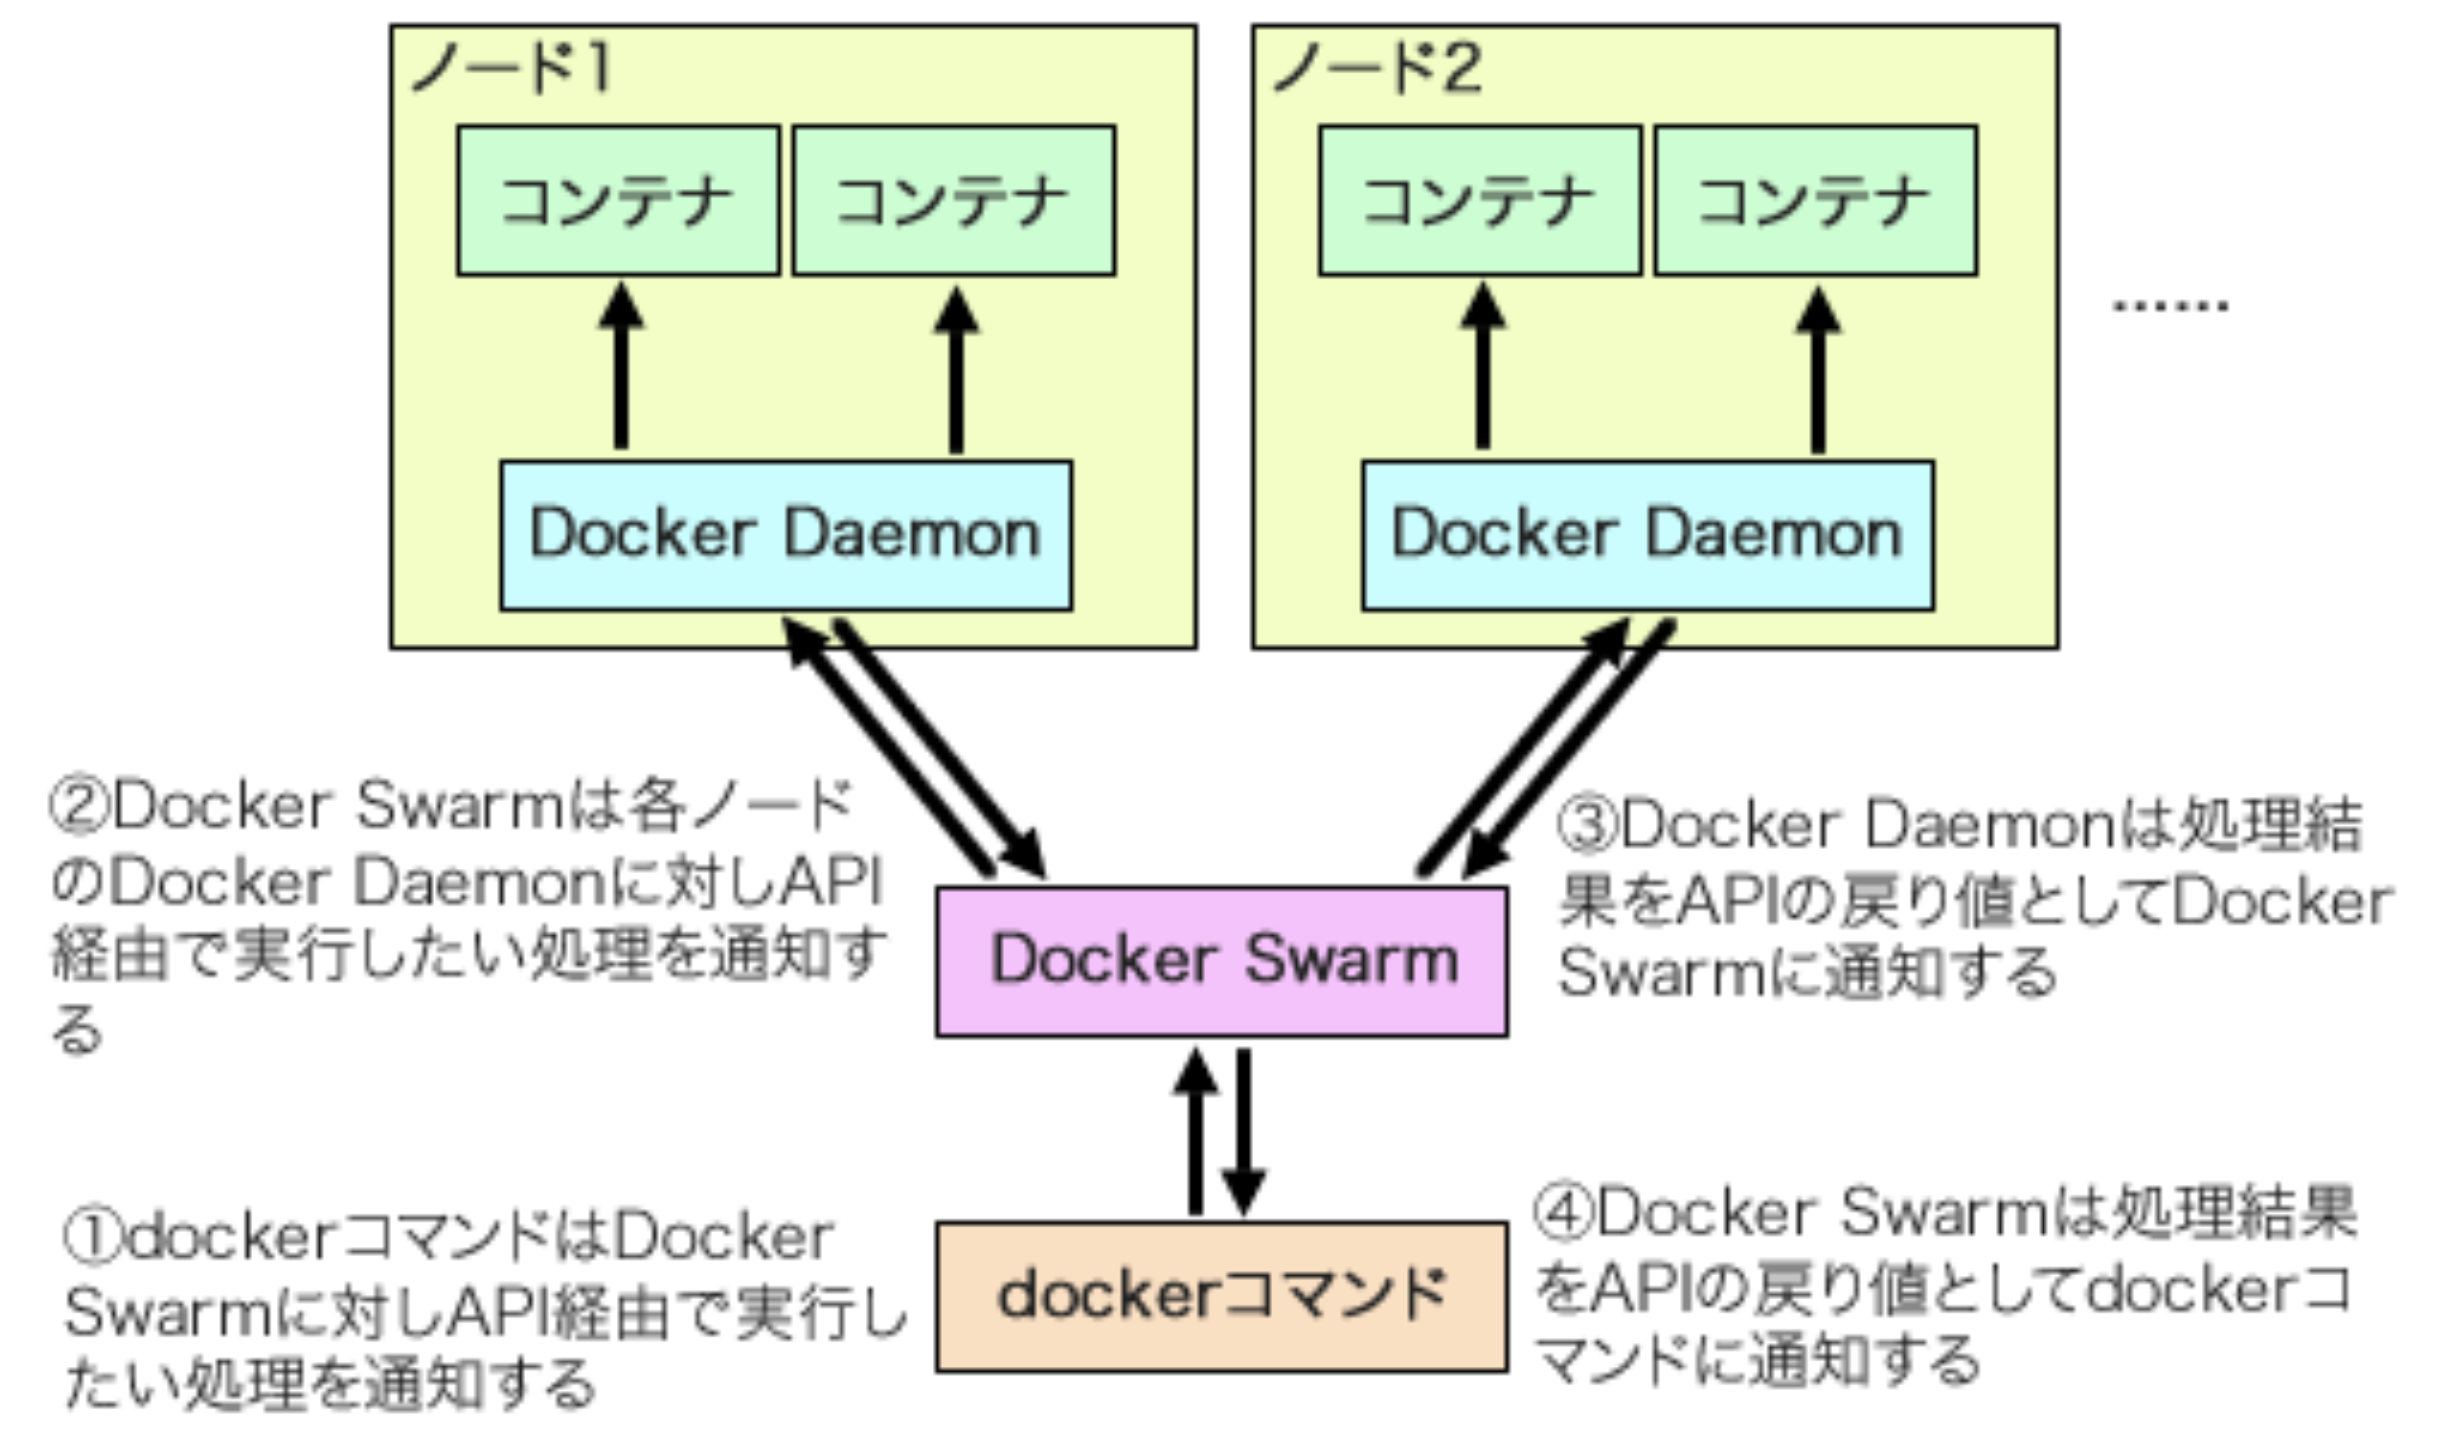 ノード1
コンテナ
コンテナ
Docker Daemon
ノード2
コンテナ
コンテナ
Docker Daemon
......
②Docker Swarmは各ノード
のDocker Daemonに対しAPI
経由で実行したい処理を通知す
る
③Docker Daemonは処理結
果をAPIの戻り値としてDocker
Swarmに通知する
Docker Swarm
①dockerコマンドはDocker
Swarmに対しAPI経由で実行し
たい処理を通知する
dockerコマンド
④Docker Swarmは処理結果
をAPIの戻り値としてdockerコ
マンドに通知する